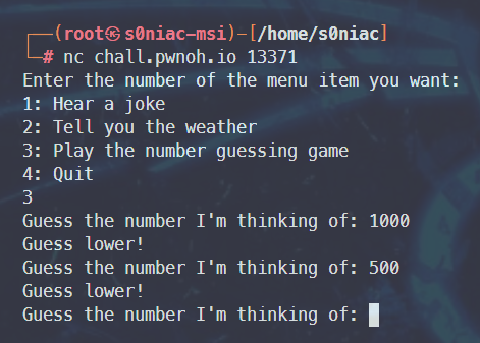 ┌──(root㉿s0niac-msi)-[/home/s0niac]
└─# nc chall.pwnoh.io 13371
Enter the number of the menu item you want:
1: Hear a joke
2: Tell you the weather
3: Play the number guessing game
4: Quit
3
Guess the number I'm thinking of: 1000
Guess lower!
Guess the number I'm thinking of: 500
Guess lower!
Guess the number I'm thinking of: